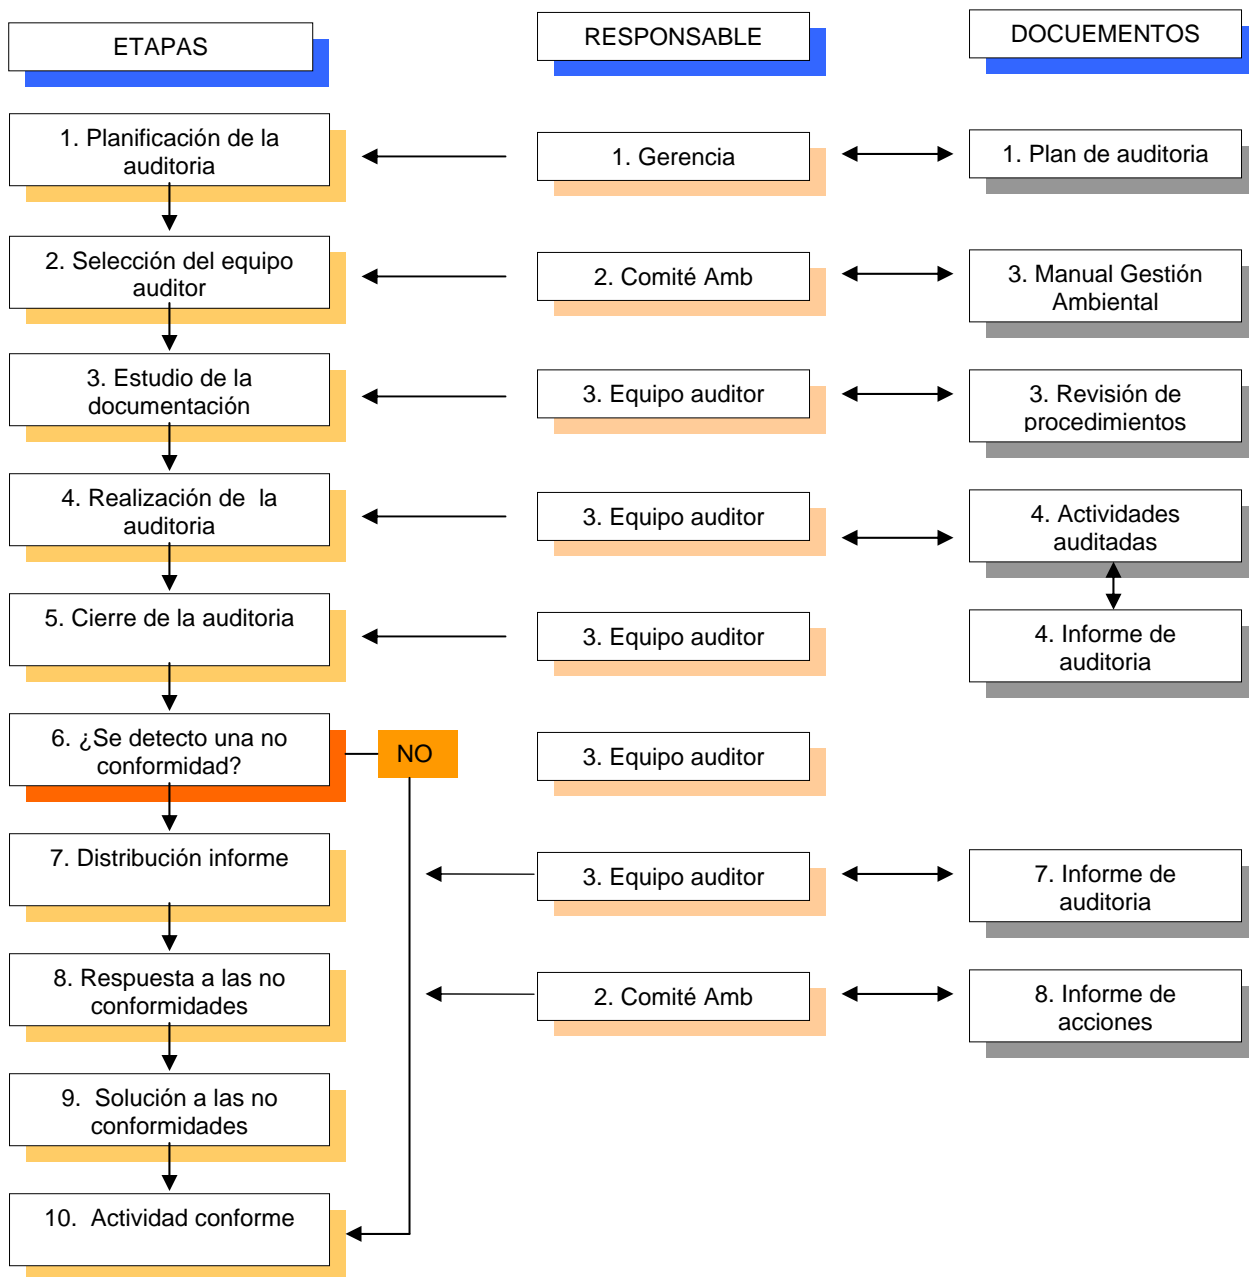 ETAPAS
RESPONSABLE
DOCUEMENTOS
1. Planificación de la
auditoria
1. Gerencia
1. Plan de auditoria
2. Selección del equipo
auditor
2. Comité Amb
3. Manual Gestión
Ambiental
3. Estudio de la
documentación
3. Equipo auditor
3. Revisión de
procedimientos
4. Realización de la
auditoria
3. Equipo auditor
4. Actividades
auditadas
5. Cierre de la auditoria
3. Equipo auditor
4. Informe de
auditoria
6. ¿Se detecto una no
conformidad?
NO
3. Equipo auditor
7. Distribución informe
3. Equipo auditor
7. Informe de
auditoria
8. Respuesta a las no
conformidades
2. Comité Amb
8. Informe de
acciones
9. Solución a las no
conformidades
10. Actividad conforme